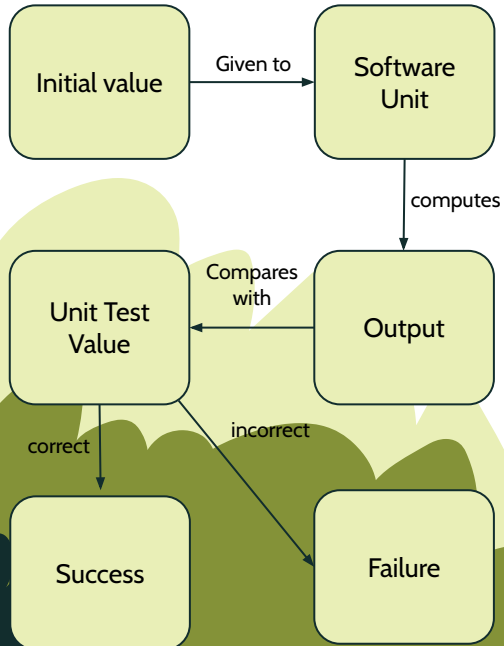 Initial value
Given to
Software
Unit
computes
Compares
with
Unit Test
Value
Output
correct
incorrect
Success
Failure